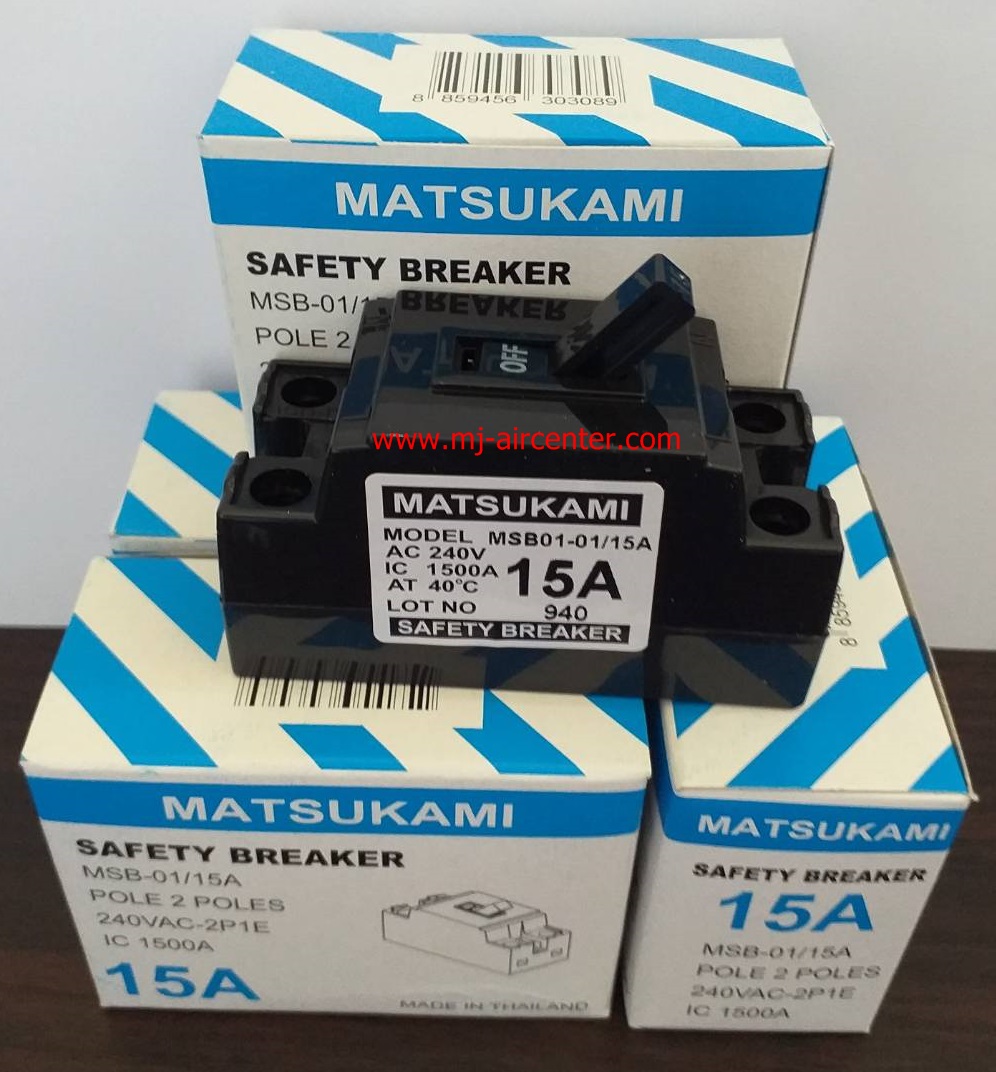 8 859456 303089
MATSUKAMI
SAFETY BREAKER
MSB-01/1
POLE 2
BREAKER
OFF
www.mj-aircenter.com
MATSUKAMI
MODEL MSB01-01/15A
AC 240V
IC 1500A
AT 40°C
15A
LOT NO 940
SAFETY BREAKER
MATSUKAMI
SAFETY BREAKER
MSB-01/15A
POLE 2 POLES
240VAC-2P1E
IC 1500A
15A
MADE IN THAILAND
MATSUKAMI
SAFETY BREAKER
15A
MSB-01/15A
POLE 2 POLES
240VAC-2P1E
IC 1500A